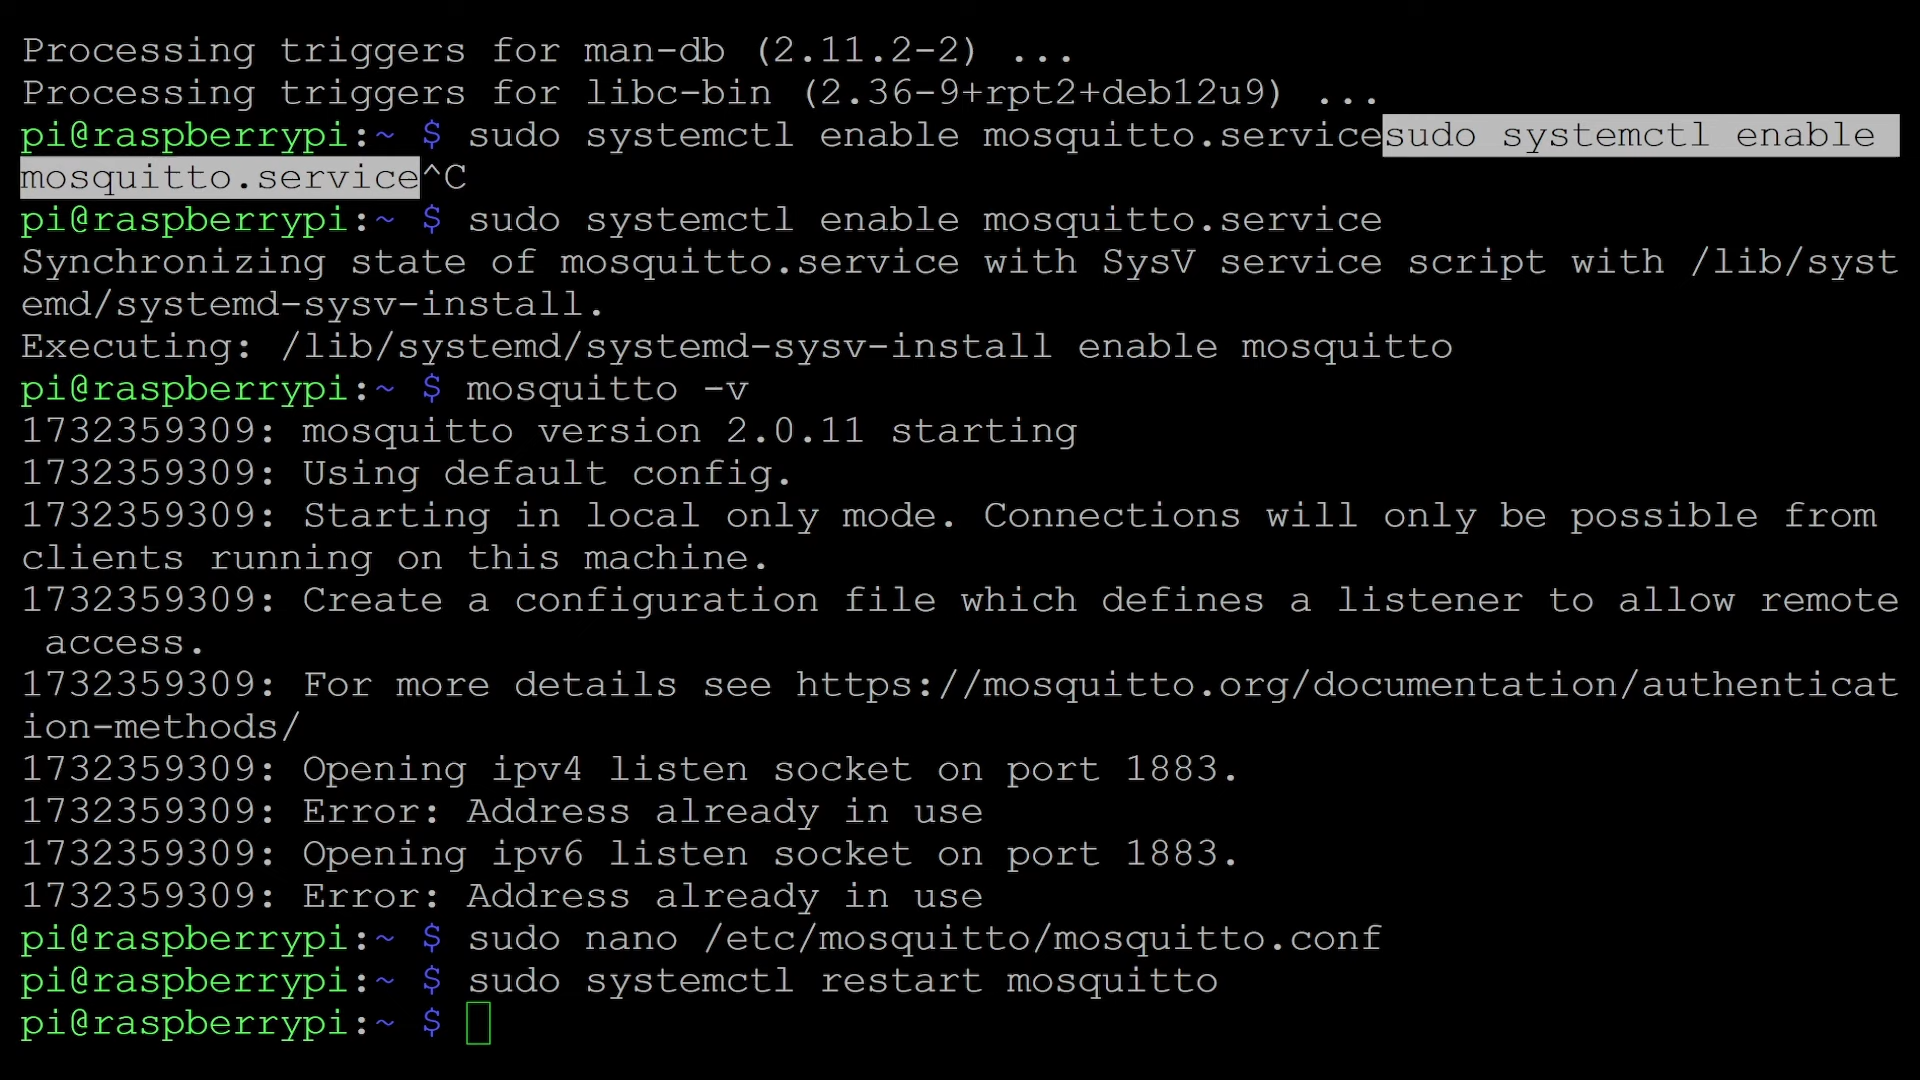 Processing triggers for man-db (2.11.2-2) ...
Processing triggers for libc-bin (2.36-9+rpt2+deb12u9) ...
pi@raspberrypi:~ $ sudo systemctl enable mosquitto.servicesudo systemctl enable
mosquitto.service^C
pi@raspberrypi:~ $ sudo systemctl enable mosquitto.service
Synchronizing state of mosquitto.service with SysV service script with /lib/syst
emd/systemd-sysv-install.
Executing: /lib/systemd/systemd-sysv-install enable mosquitto
pi@raspberrypi:~ $ mosquitto -v
1732359309: mosquitto version 2.0.11 starting
1732359309: Using default config.
1732359309: Starting in local only mode. Connections will only be possible from
clients running on this machine.
1732359309: Create a configuration file which defines a listener to allow remote
 access.
1732359309: For more details see https://mosquitto.org/documentation/authenticat
ion-methods/
1732359309: Opening ipv4 listen socket on port 1883.
1732359309: Error: Address already in use
1732359309: Opening ipv6 listen socket on port 1883.
1732359309: Error: Address already in use
pi@raspberrypi:~ $ sudo nano /etc/mosquitto/mosquitto.conf
pi@raspberrypi:~ $ sudo systemctl restart mosquitto
pi@raspberrypi:~ $